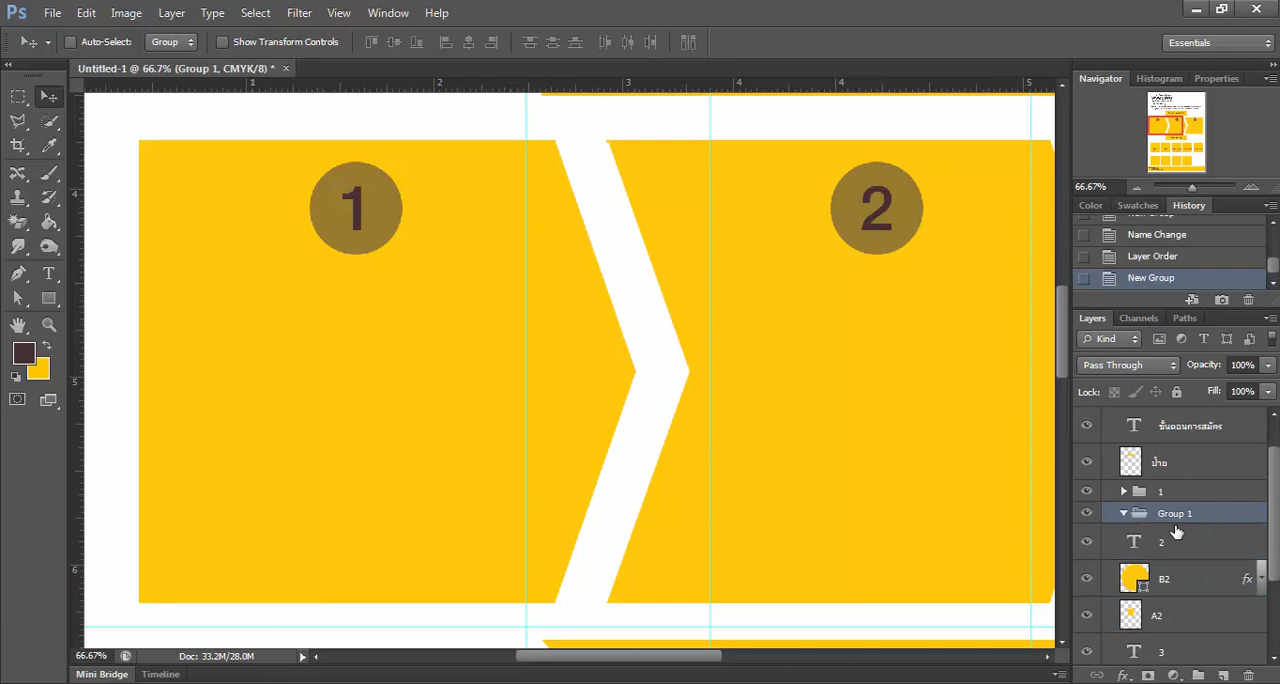 Ps File Edit Image Layer Type Select Filter View Window Help
Auto-Select: Group Show Transform Controls Essentials
Untitled-1 @ 66.7% (Group 1, CMYK/8) * ×
Navigator Histogram Properties
1 2 3 4 4 5
4
5
6
1
2
66.67%
Color Swatches History
Name Change
Layer Order
New Group
Layers Channels Paths
Kind
Pass Through Opacity: 100%
Lock: Fill: 100%
T ขั้นตอนการสมัคร
ป้าย
1
Group 1
T 2
B2 fx
A2
T 3
66.67% Doc: 33.2M/28.0M
Mini Bridge Timeline